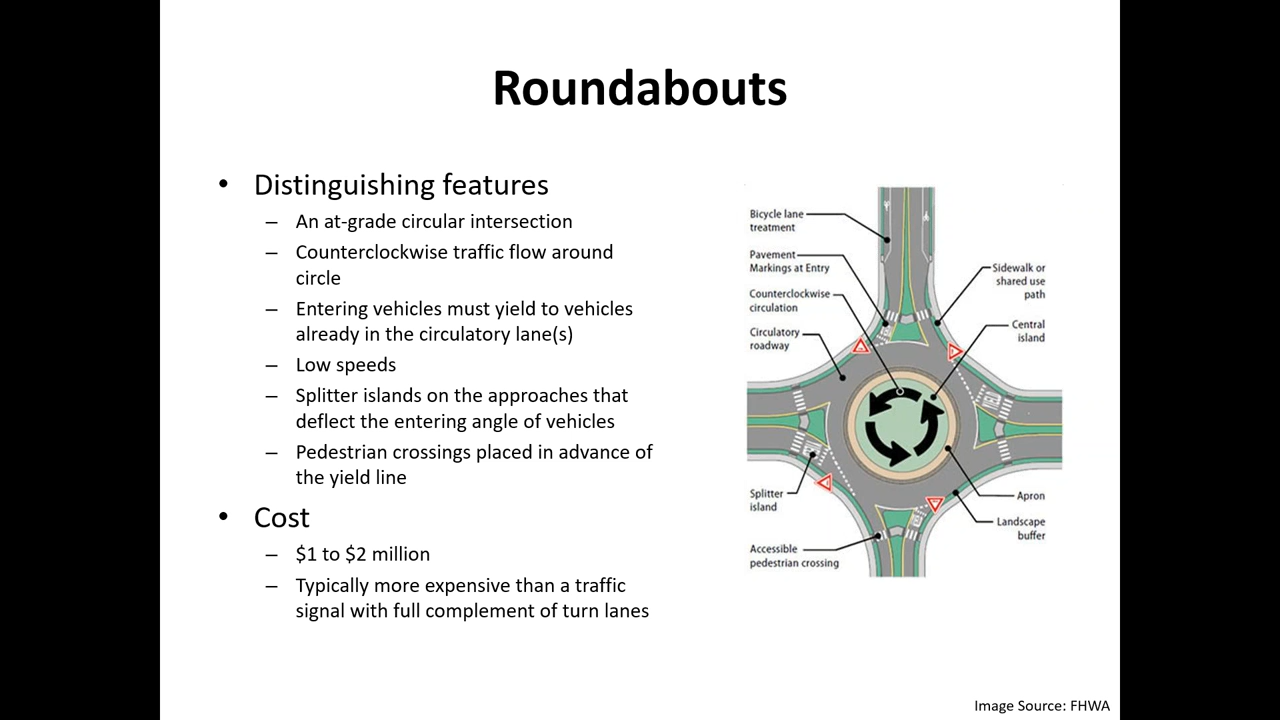 Roundabouts
• Distinguishing features
– An at-grade circular intersection
– Counterclockwise traffic flow around
circle
– Entering vehicles must yield to vehicles
already in the circulatory lane(s)
– Low speeds
– Splitter islands on the approaches that
deflect the entering angle of vehicles
– Pedestrian crossings placed in advance of
the yield line
• Cost
– $1 to $2 million
– Typically more expensive than a traffic
signal with full complement of turn lanes
Bicycle lane
treatment
Pavement
Markings at Entry
Counterclockwise
circulation
Circulatory
roadway
Sidewalk or
shared use
path
Central
island
Splitter
island
Accessible
pedestrian crossing
Apron
Landscape
buffer
Image Source: FHWA